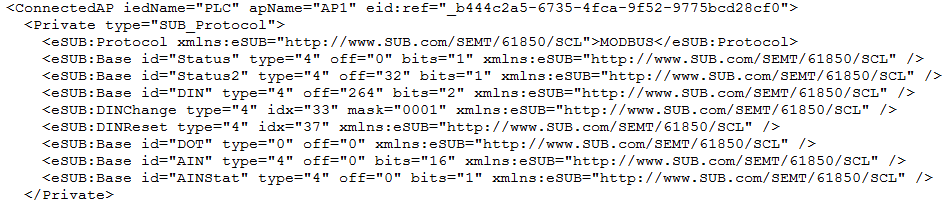 <ConnectedAP iedName="PLC" apName="AP1" eid:ref="_b444c2a5-6735-4fca-9f52-9775bcd28cf0">
<Private type="SUB_Protocol">
<eSUB:Protocol xmlns:eSUB="http://www.SUB.com/SEMT/61850/SCL">MODBUS</eSUB:Protocol>
<eSUB:Base id="Status" type="4" off="0" bits="1" xmlns:eSUB="http://www.SUB.com/SEMT/61850/SCL" />
<eSUB:Base id="Status2" type="4" off="32" bits="1" xmlns:eSUB="http://www.SUB.com/SEMT/61850/SCL" />
<eSUB:Base id="DIN" type="4" off="264" bits="2" xmlns:eSUB="http://www.SUB.com/SEMT/61850/SCL" />
<eSUB:DINChange type="4" idx="33" mask="0001" xmlns:eSUB="http://www.SUB.com/SEMT/61850/SCL" />
<eSUB:DINReset type="4" idx="37" xmlns:eSUB="http://www.SUB.com/SEMT/61850/SCL" />
<eSUB:Base id="DOT" type="0" off="0" xmlns:eSUB="http://www.SUB.com/SEMT/61850/SCL" />
<eSUB:Base id="AIN" type="4" off="0" bits="16" xmlns:eSUB="http://www.SUB.com/SEMT/61850/SCL" />
<eSUB:Base id="AINStat" type="4" off="0" bits="1" xmlns:eSUB="http://www.SUB.com/SEMT/61850/SCL" />
</Private>